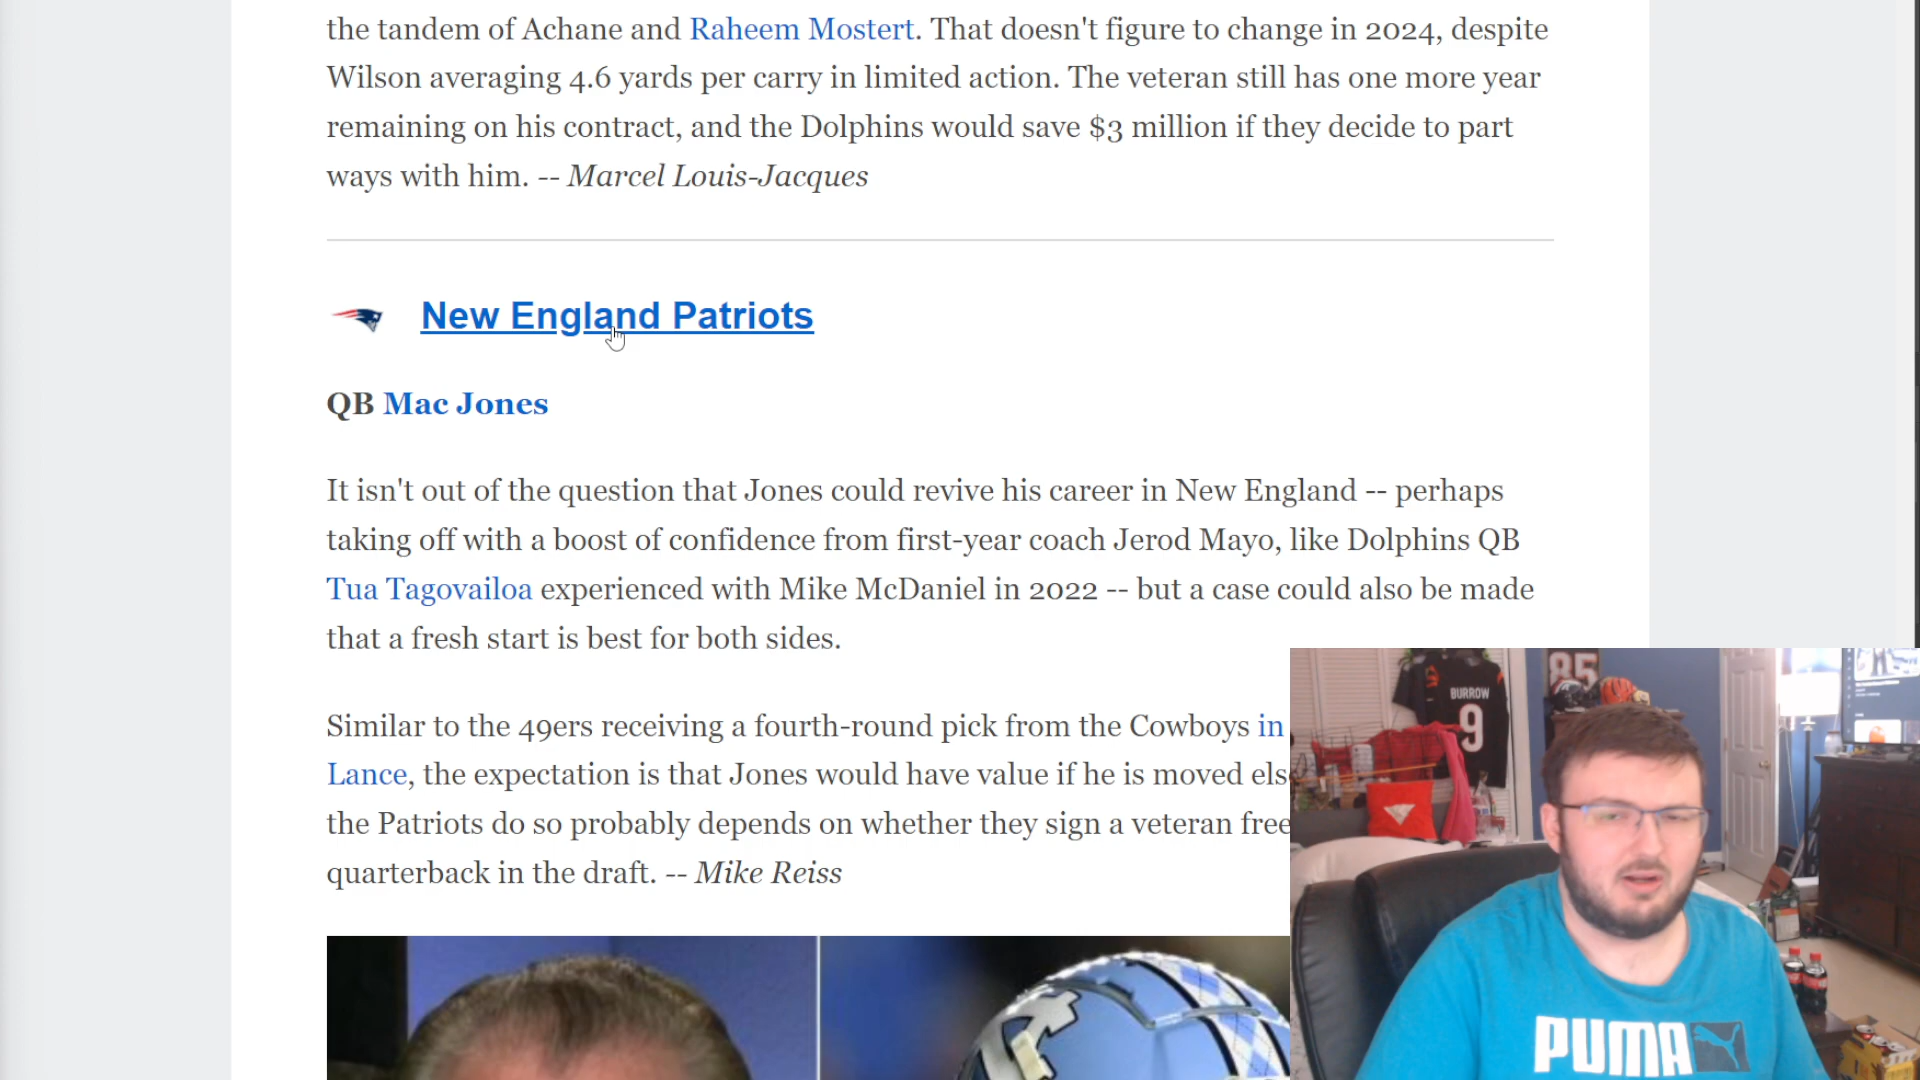 the tandem of Achane and Raheem Mostert. That doesn't figure to change in 2024, despite
Wilson averaging 4.6 yards per carry in limited action. The veteran still has one more year
remaining on his contract, and the Dolphins would save $3 million if they decide to part
ways with him. -- Marcel Louis-Jacques
New England Patriots
QB Mac Jones
It isn't out of the question that Jones could revive his career in New England -- perhaps
taking off with a boost of confidence from first-year coach Jerod Mayo, like Dolphins QB
Tua Tagovailoa experienced with Mike McDaniel in 2022 -- but a case could also be made
that a fresh start is best for both sides.
Similar to the 49ers receiving a fourth-round pick from the Cowboys in
Lance, the expectation is that Jones would have value if he is moved els
the Patriots do so probably depends on whether they sign a veteran free
quarterback in the draft. -- Mike Reiss
85
BURROW
9
PUMA